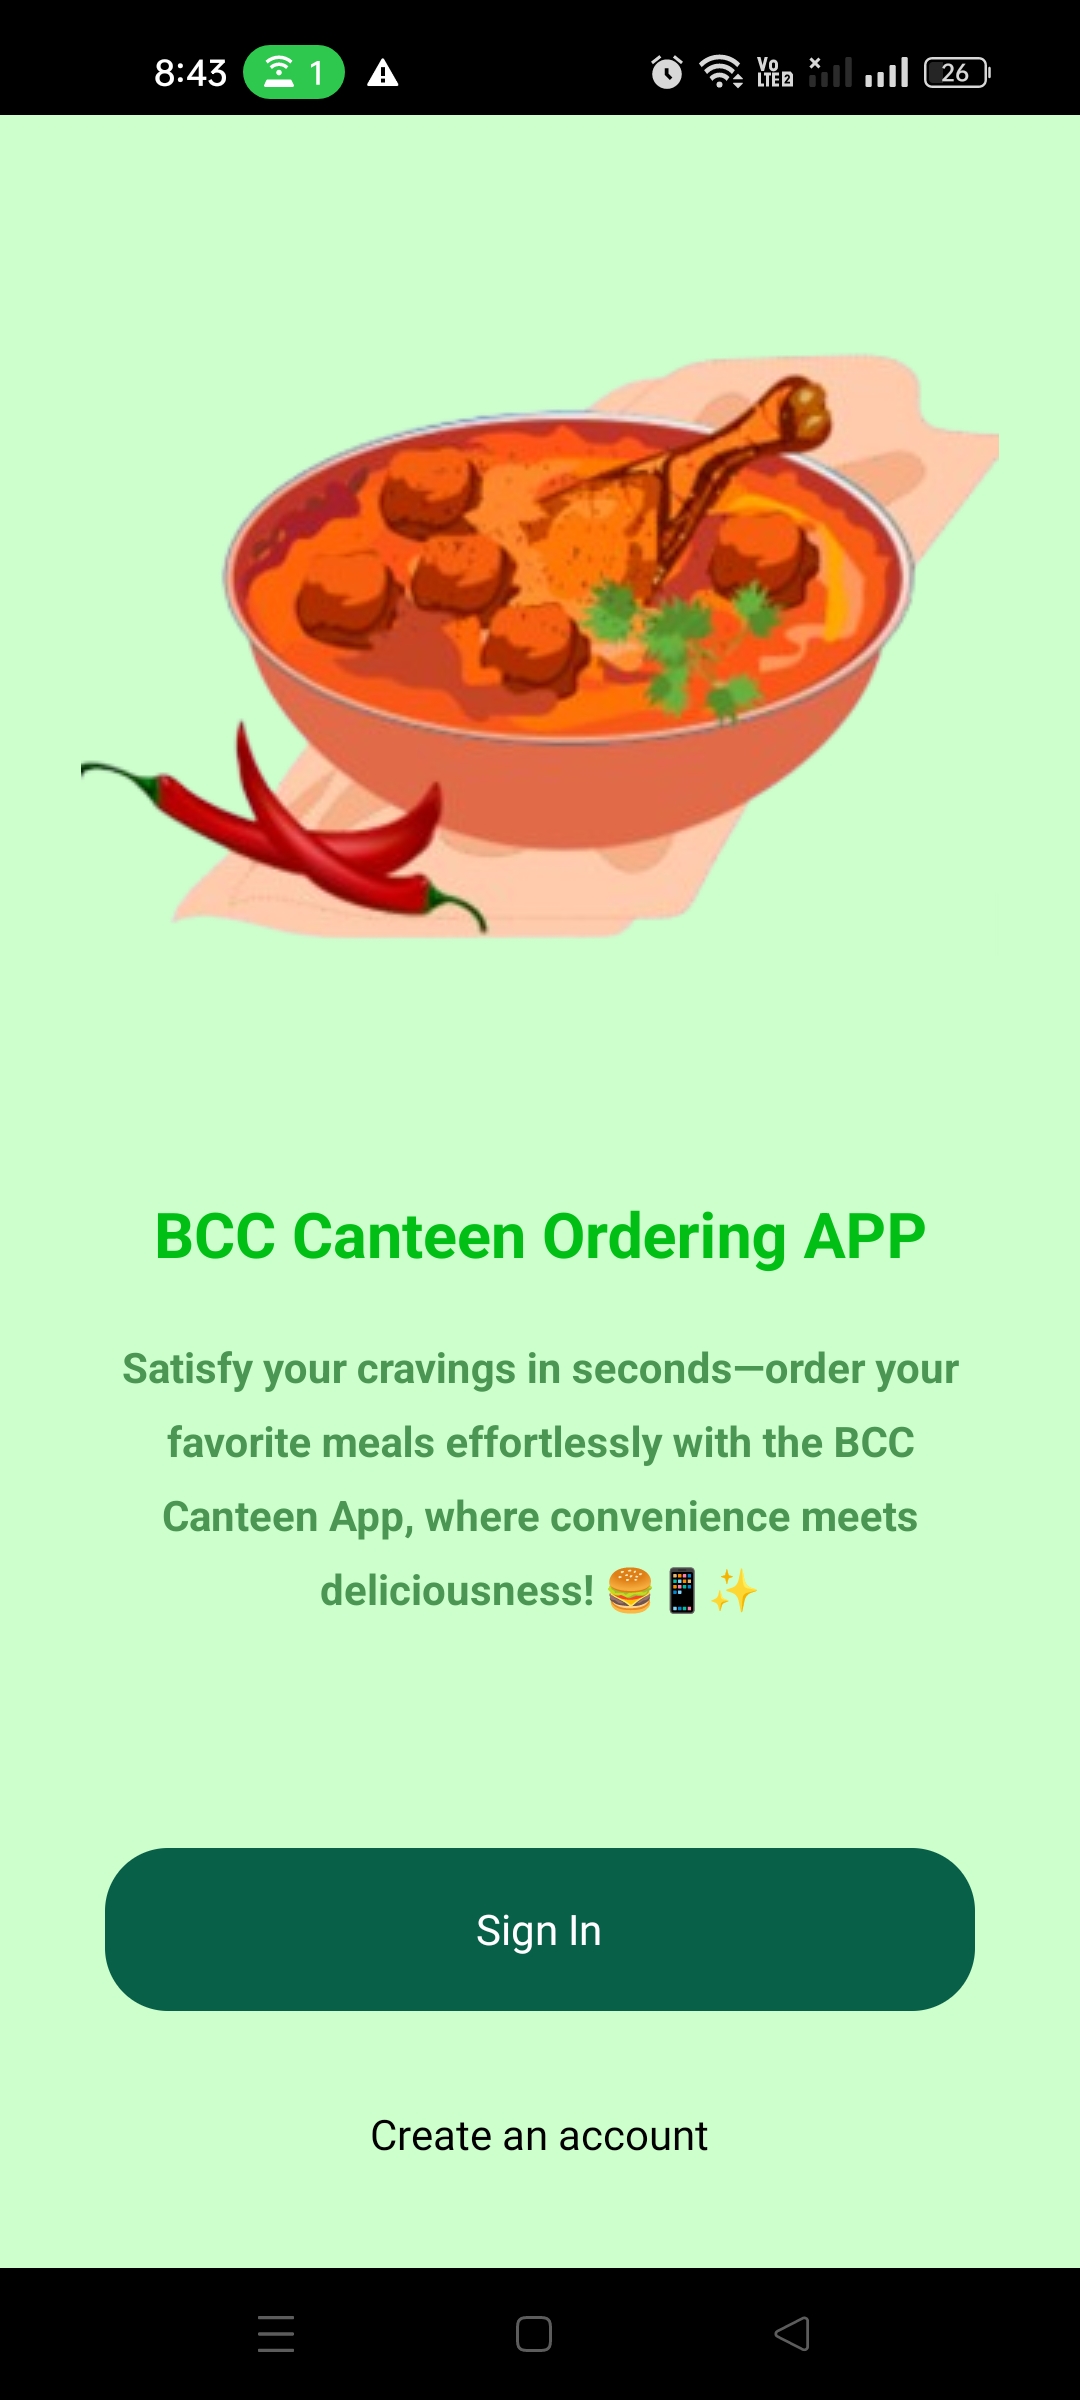 8:43 1 Vo LTE2 26
BCC Canteen Ordering APP
Satisfy your cravings in seconds—order your
favorite meals effortlessly with the BCC
Canteen App, where convenience meets
deliciousness! 🍔📱✨
Sign In
Create an account